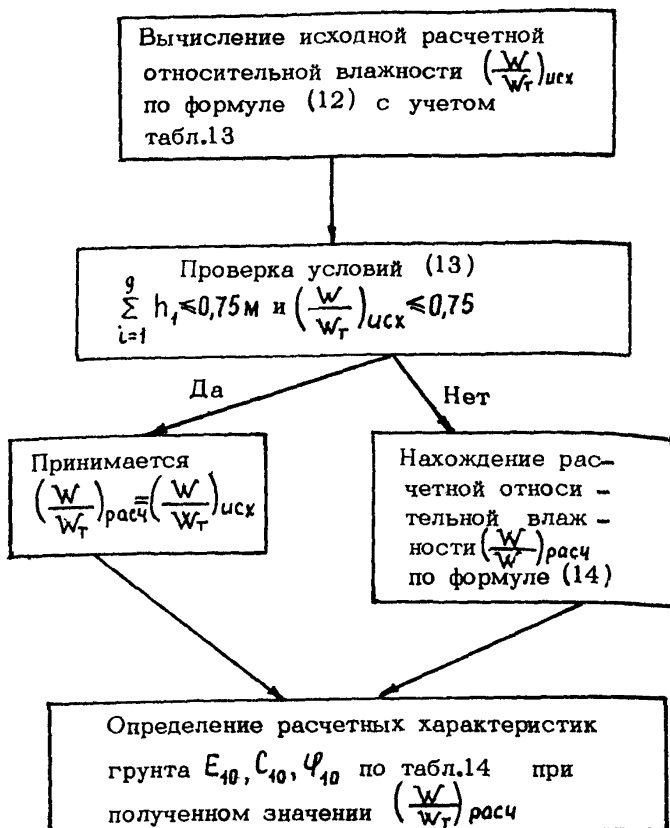 Вычисление исходной расчетной
относительной влажности (W/Wт)исх
по формуле (12) с учетом
табл.13
Проверка условий (13)
g∑i=1 h₁≤0,75м и (W/Wт)исх≤0,75
Да
Нет
Принимается
(W/Wт)расч=(W/Wт)исх
Нахождение рас-
четной относи -
тельной влаж -
ности(W/W)расч
по формуле (14)
Определение расчетных характеристик
грунта E₁₀, C₁₀, φ₁₀ по табл.14 при
полученном значении (W/Wт)расч